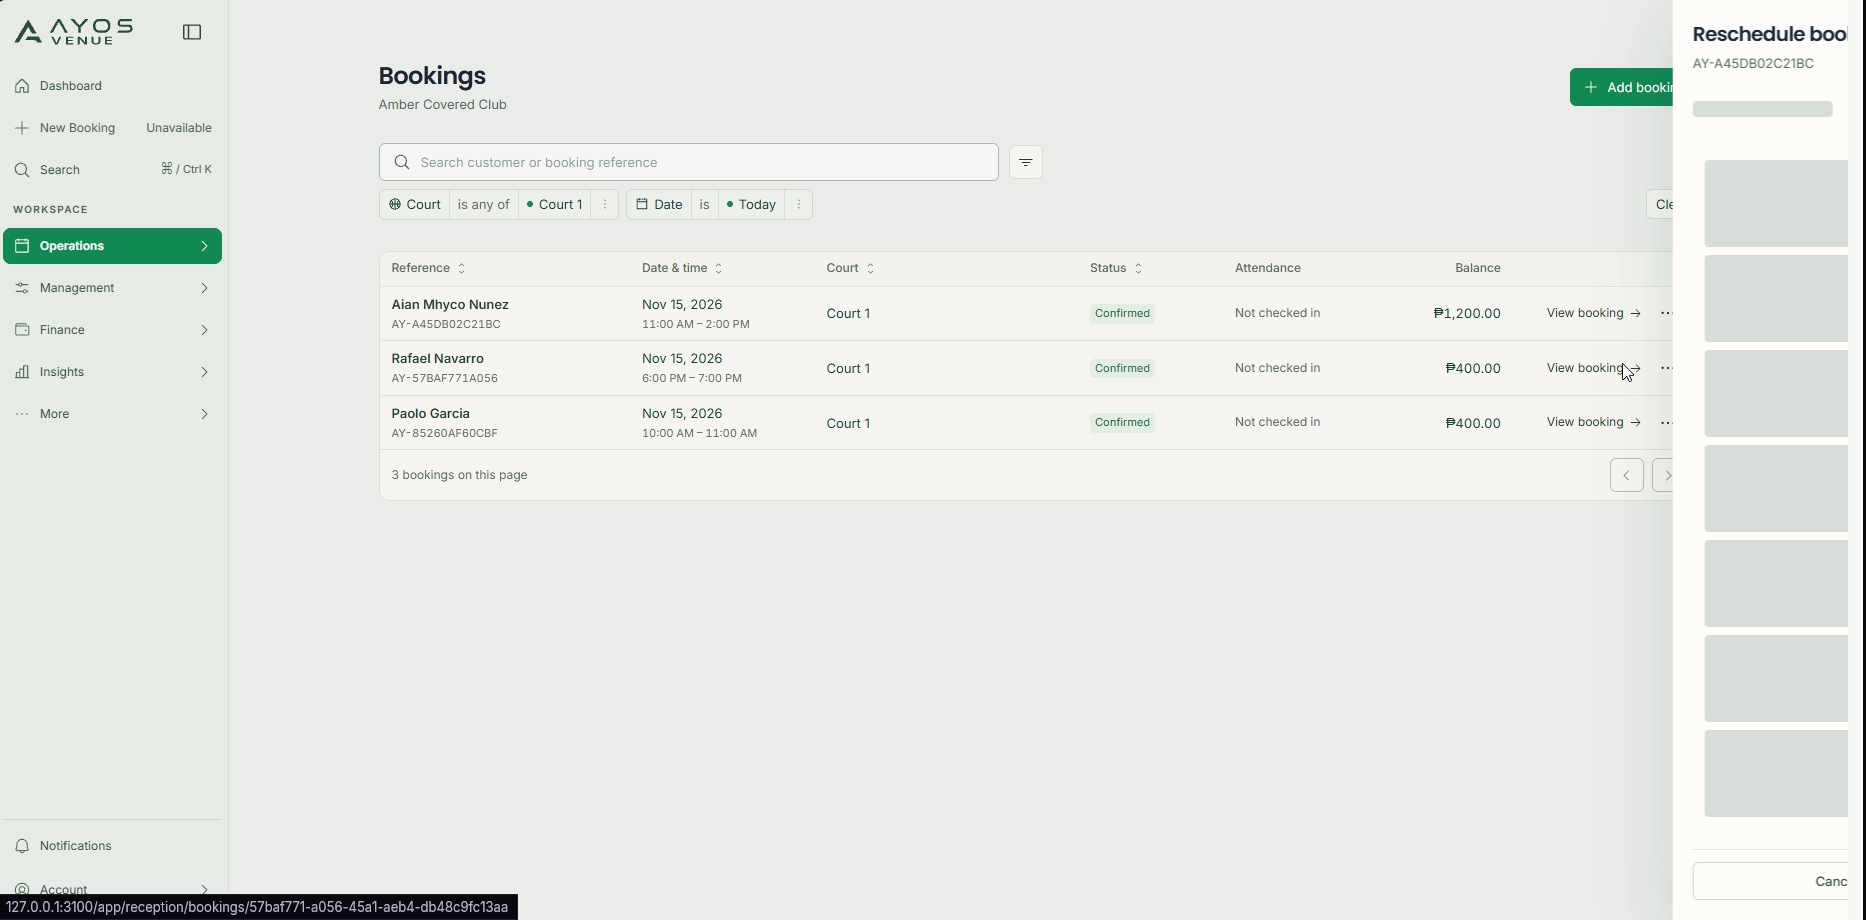 AYOS
VENUE
Dashboard
New Booking Unavailable
Search ⌘ / Ctrl K
WORKSPACE
Operations
Management
Finance
Insights
More
Notifications
Account
127.0.0.1:3100/app/reception/bookings/57baf771-a056-45a1-aeb4-db48c9fc13aa
Bookings
Amber Covered Club
Add bookin
Search customer or booking reference
Court is any of • Court 1 Date is • Today
Cle
Reference Date & time Court Status Attendance Balance
Aian Mhyco Nunez Nov 15, 2026 Court 1 Confirmed Not checked in ₱1,200.00 View booking → ...
AY-A45DB02C21BC 11:00 AM – 2:00 PM
Rafael Navarro Nov 15, 2026 Court 1 Confirmed Not checked in ₱400.00 View booking → ...
AY-57BAF771A056 6:00 PM – 7:00 PM
Paolo Garcia Nov 15, 2026 Court 1 Confirmed Not checked in ₱400.00 View booking → ...
AY-85260AF60CBF 10:00 AM – 11:00 AM
3 bookings on this page
Reschedule boo
AY-A45DB02C21BC
Canc